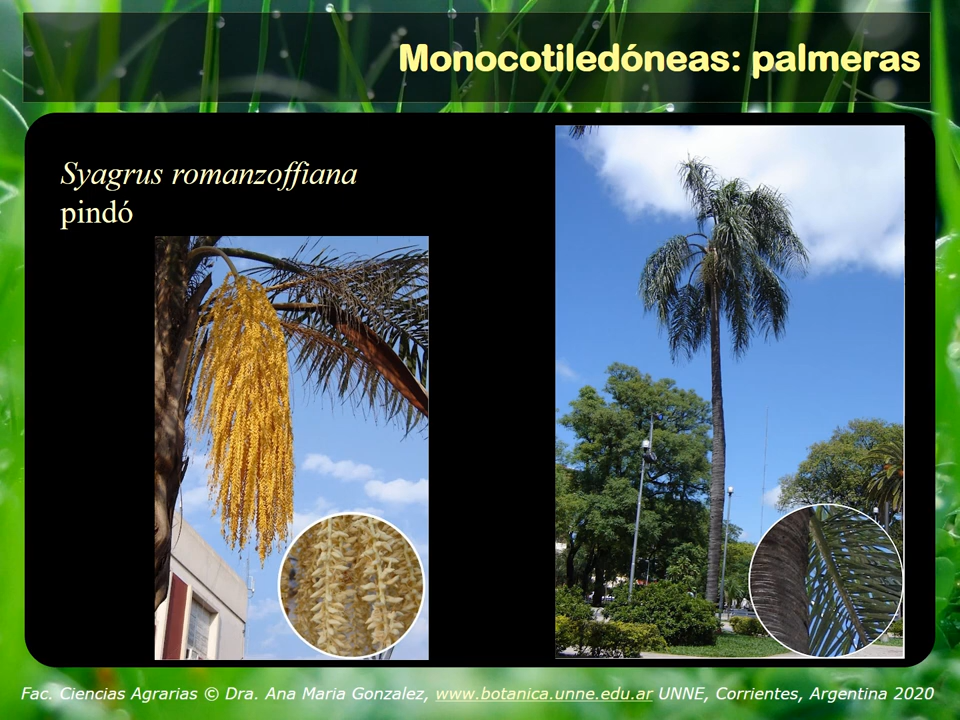 Monocotiledóneas: palmeras
Syagrus romanzoffiana
pindó
Fac. Ciencias Agrarias © Dra. Ana Maria Gonzalez, www.botanica.unne.edu.ar UNNE, Corrientes, Argentina 2020